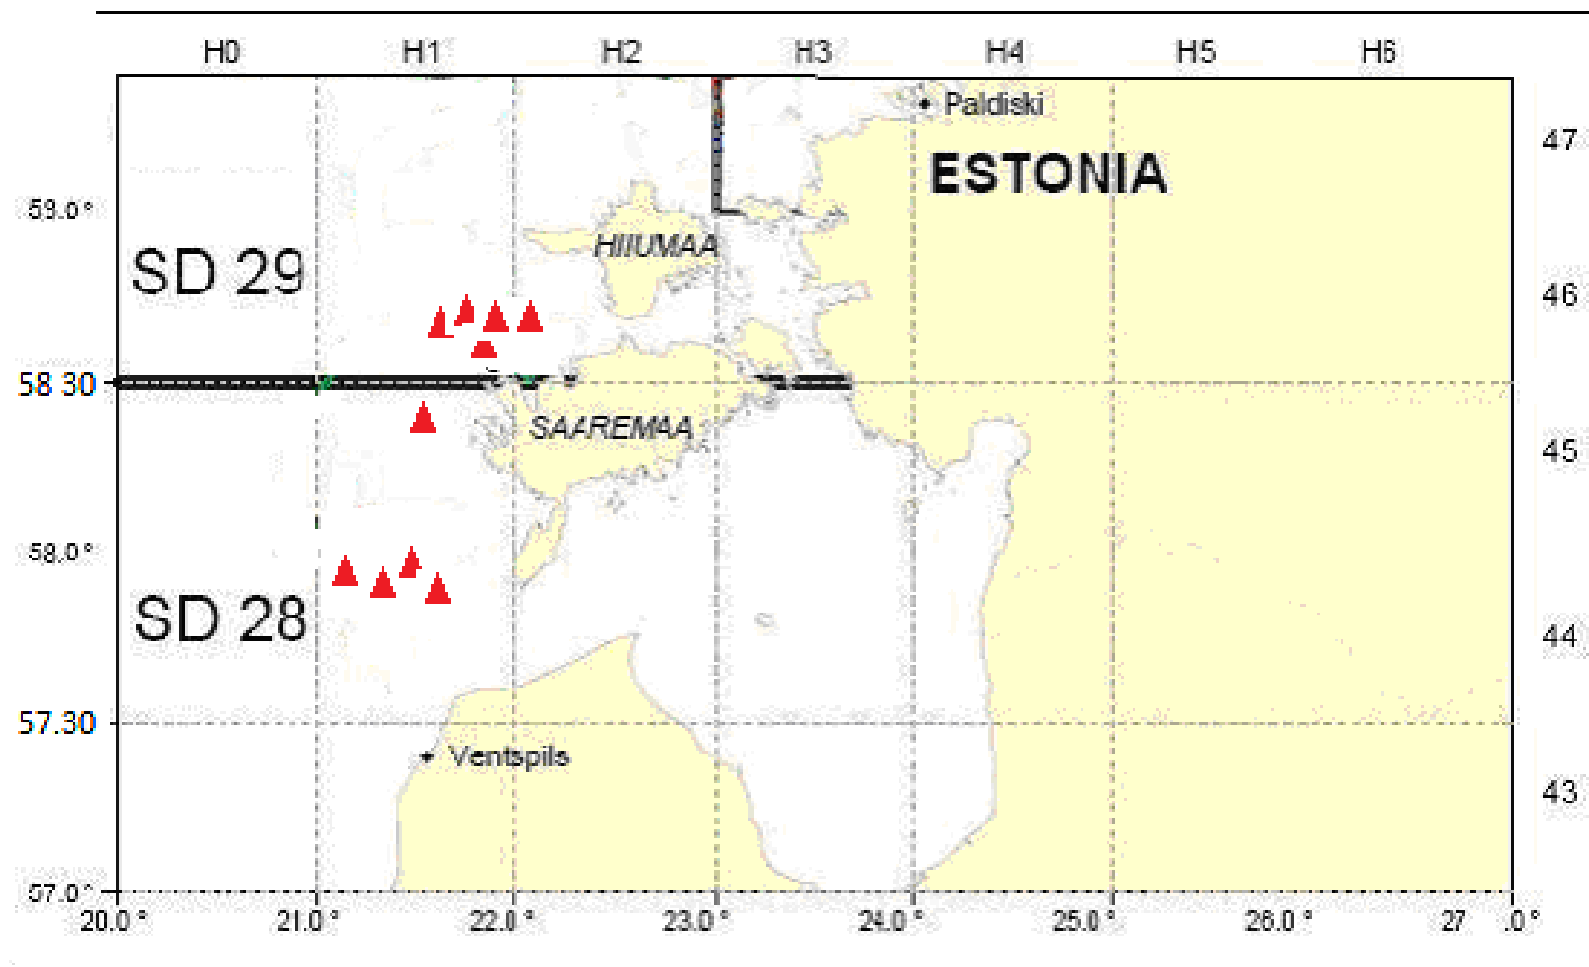 H0 H1 H2 H3 H4 H5 H6
Paldiski
47
ESTONIA
59.0°
HIIUMAA
SD 29
46
58.30
SAAREMAA
45
58.0°
SD 28
44
57.30
Ventspils
43
57.0°
20.0° 21.0° 22.0° 23.0° 24.0° 25.0° 26.0° 27 .0°